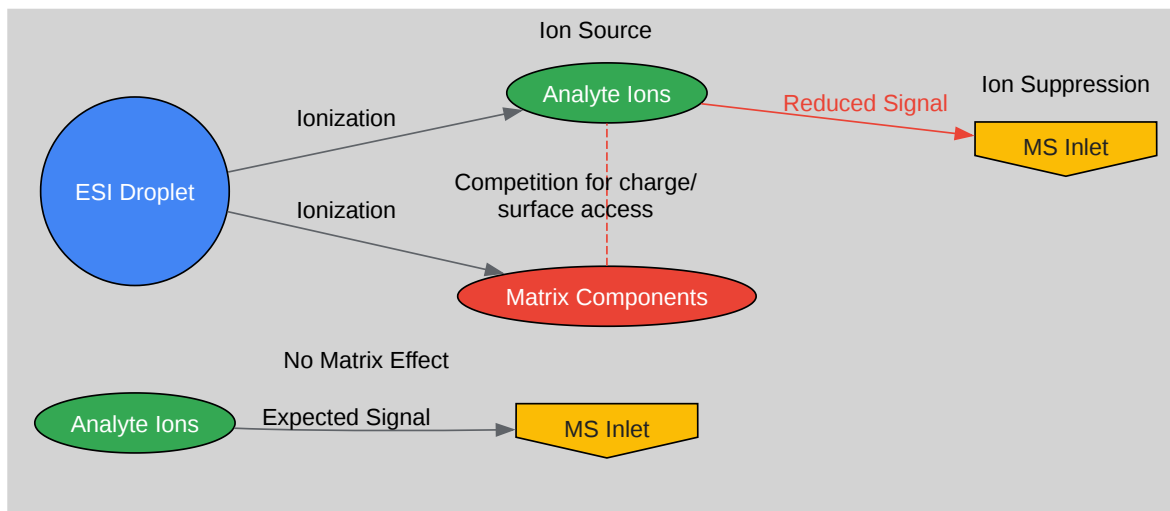 Ion Source
Analyte Ions
Reduced Signal
Ion Suppression
MS Inlet
Ionization
ESI Droplet
Competition for charge/
surface access
Ionization
Matrix Components
No Matrix Effect
Analyte Ions
Expected Signal
MS Inlet